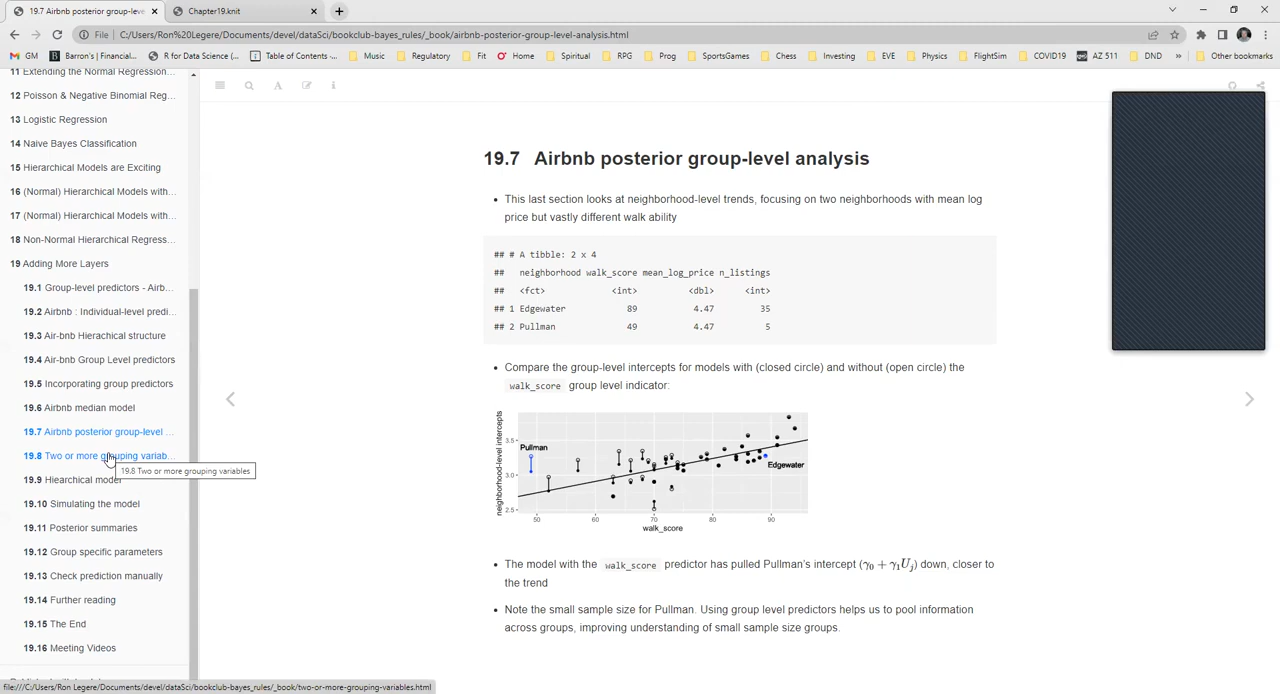 19.7 Airbnb posterior group-leve
Chapter19.knit
File
C:/Users/Ron%20Legere/Documents/devel/dataSci/bookclub-bayes_rules/_book/airbnb-posterior-group-level-analysis.html
GM
Barron's | Financial...
R for Data Science (...
Table of Contents -...
Music
Regulatory
Fit
Home
Spiritual
RPG
Prog
SportsGames
Chess
Investing
EVE
Physics
FlightSim
COVID19
AZ 511
DND
»
Other bookmarks
11 Extending the Normal Regression...
12 Poisson & Negative Binomial Reg...
13 Logistic Regression
14 Naive Bayes Classification
15 Hierarchical Models are Exciting
16 (Normal) Hierarchical Models with...
17 (Normal) Hierarchical Models with...
18 Non-Normal Hierarchical Regress...
19 Adding More Layers
19.1 Group-level predictors - Airb...
19.2 Airbnb : Individual-level predi...
19.3 Air-bnb Hierachical structure
19.4 Air-bnb Group Level predictors
19.5 Incorporating group predictors
19.6 Airbnb median model
19.7 Airbnb posterior group-level ...
19.8 Two or more grouping variab...
19.8 Two or more grouping variables
19.9 Hiearchical model
19.10 Simulating the model
19.11 Posterior summaries
19.12 Group specific parameters
19.13 Check prediction manually
19.14 Further reading
19.15 The End
19.16 Meeting Videos
19.7 Airbnb posterior group-level analysis
• This last section looks at neighborhood-level trends, focusing on two neighborhoods with mean log
price but vastly different walk ability
## # A tibble: 2 x 4
## neighborhood walk_score mean_log_price n_listings
## <fct> <int> <dbl> <int>
## 1 Edgewater 89 4.47 35
## 2 Pullman 49 4.47 5
• Compare the group-level intercepts for models with (closed circle) and without (open circle) the
walk_score group level indicator:
neighborhood-level intercepts
3.5
3.0
2.5
Pullman
Edgewater
50 60 70 80 90
walk_score
• The model with the walk_score predictor has pulled Pullman's intercept (γ0 + γ1Uj) down, closer to
the trend
• Note the small sample size for Pullman. Using group level predictors helps us to pool information
across groups, improving understanding of small sample size groups.
file:///C:/Users/Ron Legere/Documents/devel/dataSci/bookclub-bayes_rules/_book/two-or-more-grouping-variables.html